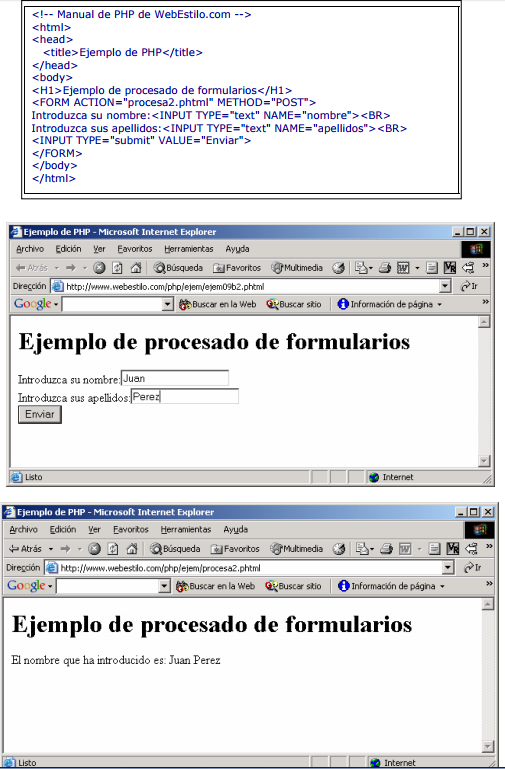 <!-- Manual de PHP de WebEstilo.com -->
<html>
<head>
<title>Ejemplo de PHP</title>
</head>
<body>
<H1>Ejemplo de procesado de formularios</H1>
<FORM ACTION="procesa2.phtml" METHOD="POST">
Introduzca su nombre:<INPUT TYPE="text" NAME="nombre"><BR>
Introduzca sus apellidos:<INPUT TYPE="text" NAME="apellidos"><BR>
<INPUT TYPE="submit" VALUE="Enviar">
</FORM>
</body>
</html>
Ejemplo de PHP - Microsoft Internet Explorer
Archivo Edición Ver Favoritos Herramientas Ayuda
Atrás Búsqueda Favoritos Multimedia
Dirección http://www.webestilo.com/php/ejem/ejem09b2.phtml Ir
Google Buscar en la Web Buscar sitio Información de página
Ejemplo de procesado de formularios
Introduzca su nombre: Juan
Introduzca sus apellidos: Perez
Enviar
Listo Internet
Ejemplo de PHP - Microsoft Internet Explorer
Archivo Edición Ver Favoritos Herramientas Ayuda
Atrás Búsqueda Favoritos Multimedia
Dirección http://www.webestilo.com/php/ejem/procesa2.phtml Ir
Google Buscar en la Web Buscar sitio Información de página
Ejemplo de procesado de formularios
El nombre que ha introducido es: Juan Perez
Listo Internet